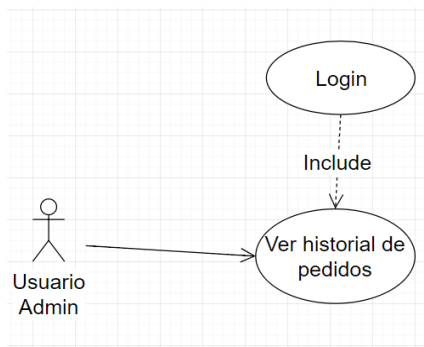 Login
Include
Ver historial de
pedidos
Usuario
Admin